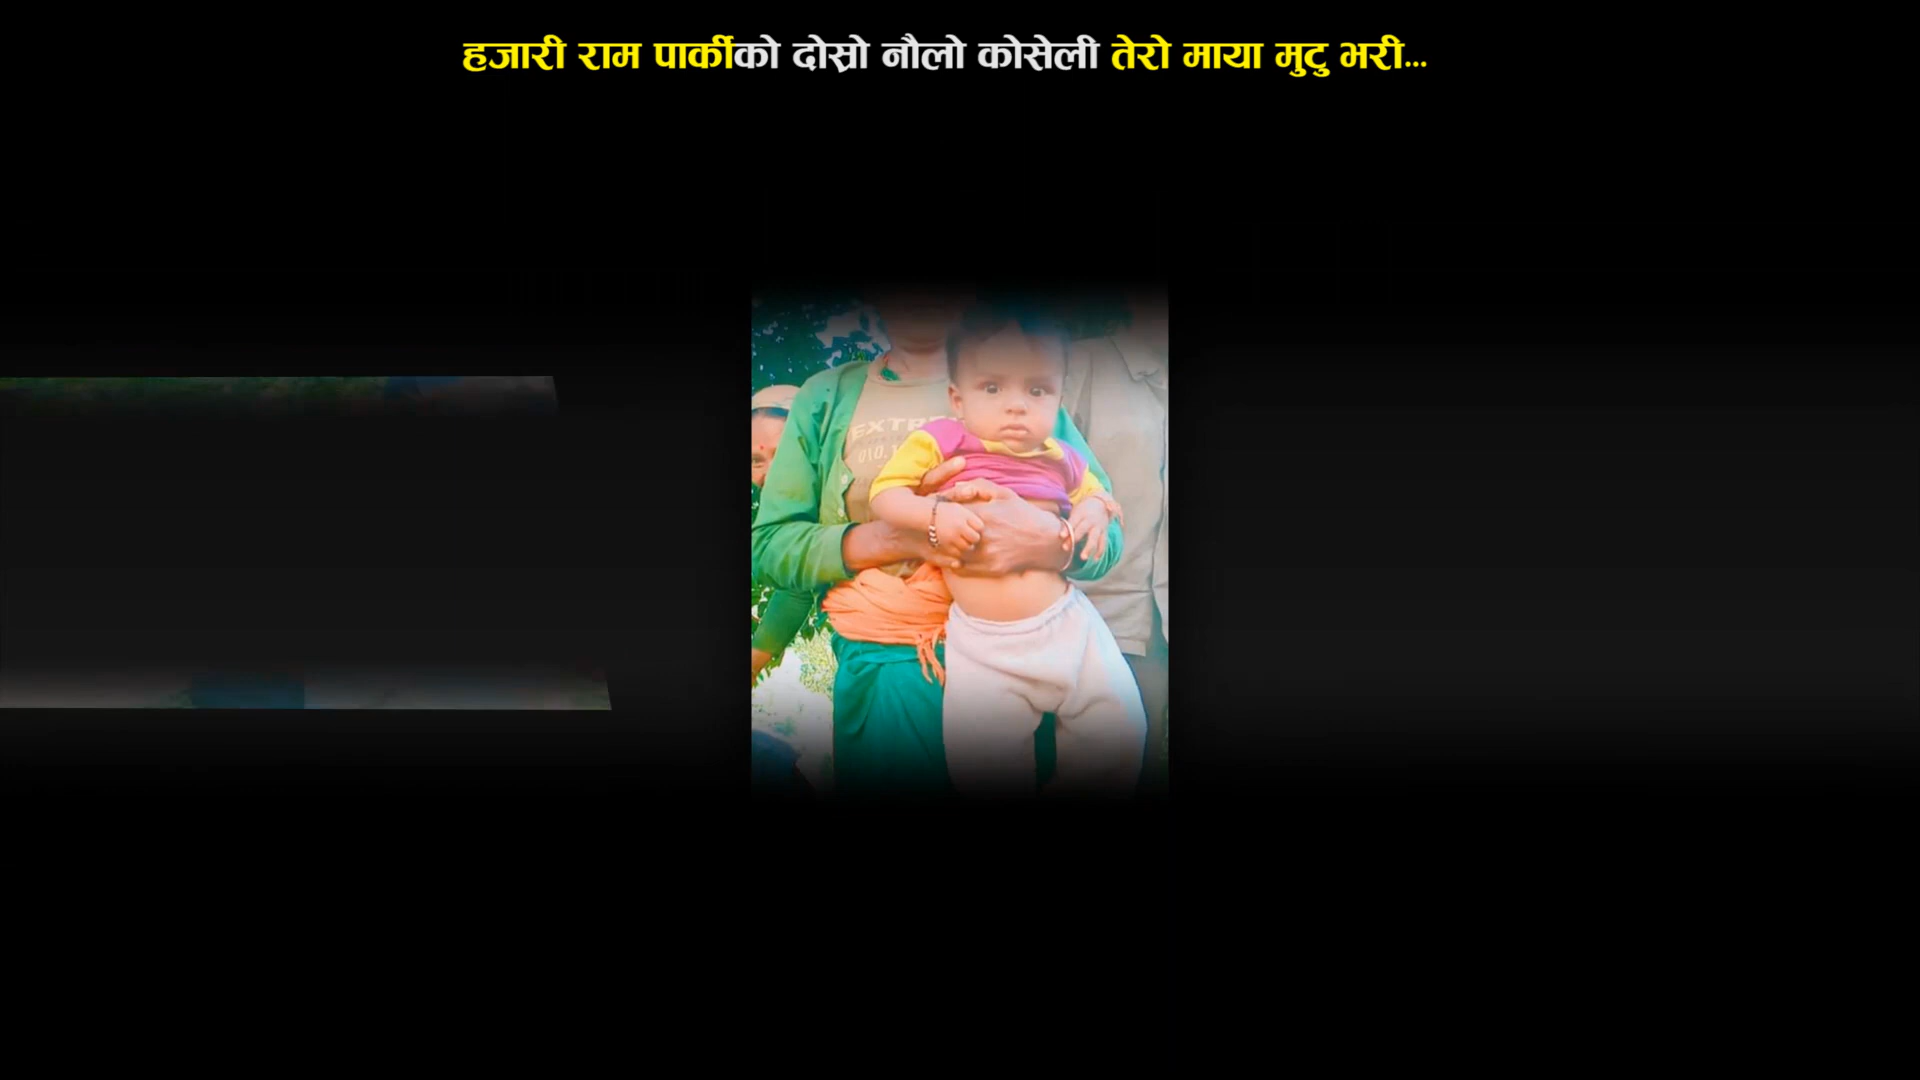 हजारी राम पार्कीको दोस्रो नौलो कोसेली तेरो माया मुटु भरी...